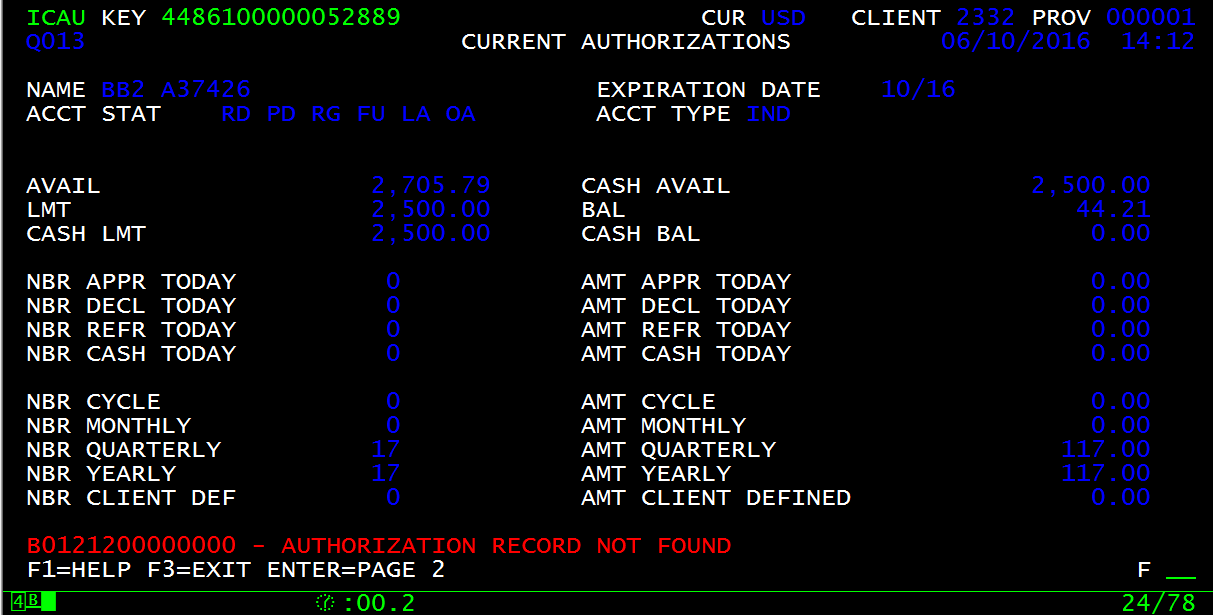 ICAU KEY 4486100000052889 CUR USD CLIENT 2332 PROV 000001
Q013 CURRENT AUTHORIZATIONS 06/10/2016 14:12
NAME BB2 A37426 EXPIRATION DATE 10/16
ACCT STAT RD PD RG FU LA OA ACCT TYPE IND
AVAIL 2,705.79 CASH AVAIL 2,500.00
LMT 2,500.00 BAL 44.21
CASH LMT 2,500.00 CASH BAL 0.00
NBR APPR TODAY 0 AMT APPR TODAY 0.00
NBR DECL TODAY 0 AMT DECL TODAY 0.00
NBR REFR TODAY 0 AMT REFR TODAY 0.00
NBR CASH TODAY 0 AMT CASH TODAY 0.00
NBR CYCLE 0 AMT CYCLE 0.00
NBR MONTHLY 0 AMT MONTHLY 0.00
NBR QUARTERLY 17 AMT QUARTERLY 117.00
NBR YEARLY 17 AMT YEARLY 117.00
NBR CLIENT DEF 0 AMT CLIENT DEFINED 0.00
B0121200000000 - AUTHORIZATION RECORD NOT FOUND
F1=HELP F3=EXIT ENTER=PAGE 2 F __
4B :00.2 24/78